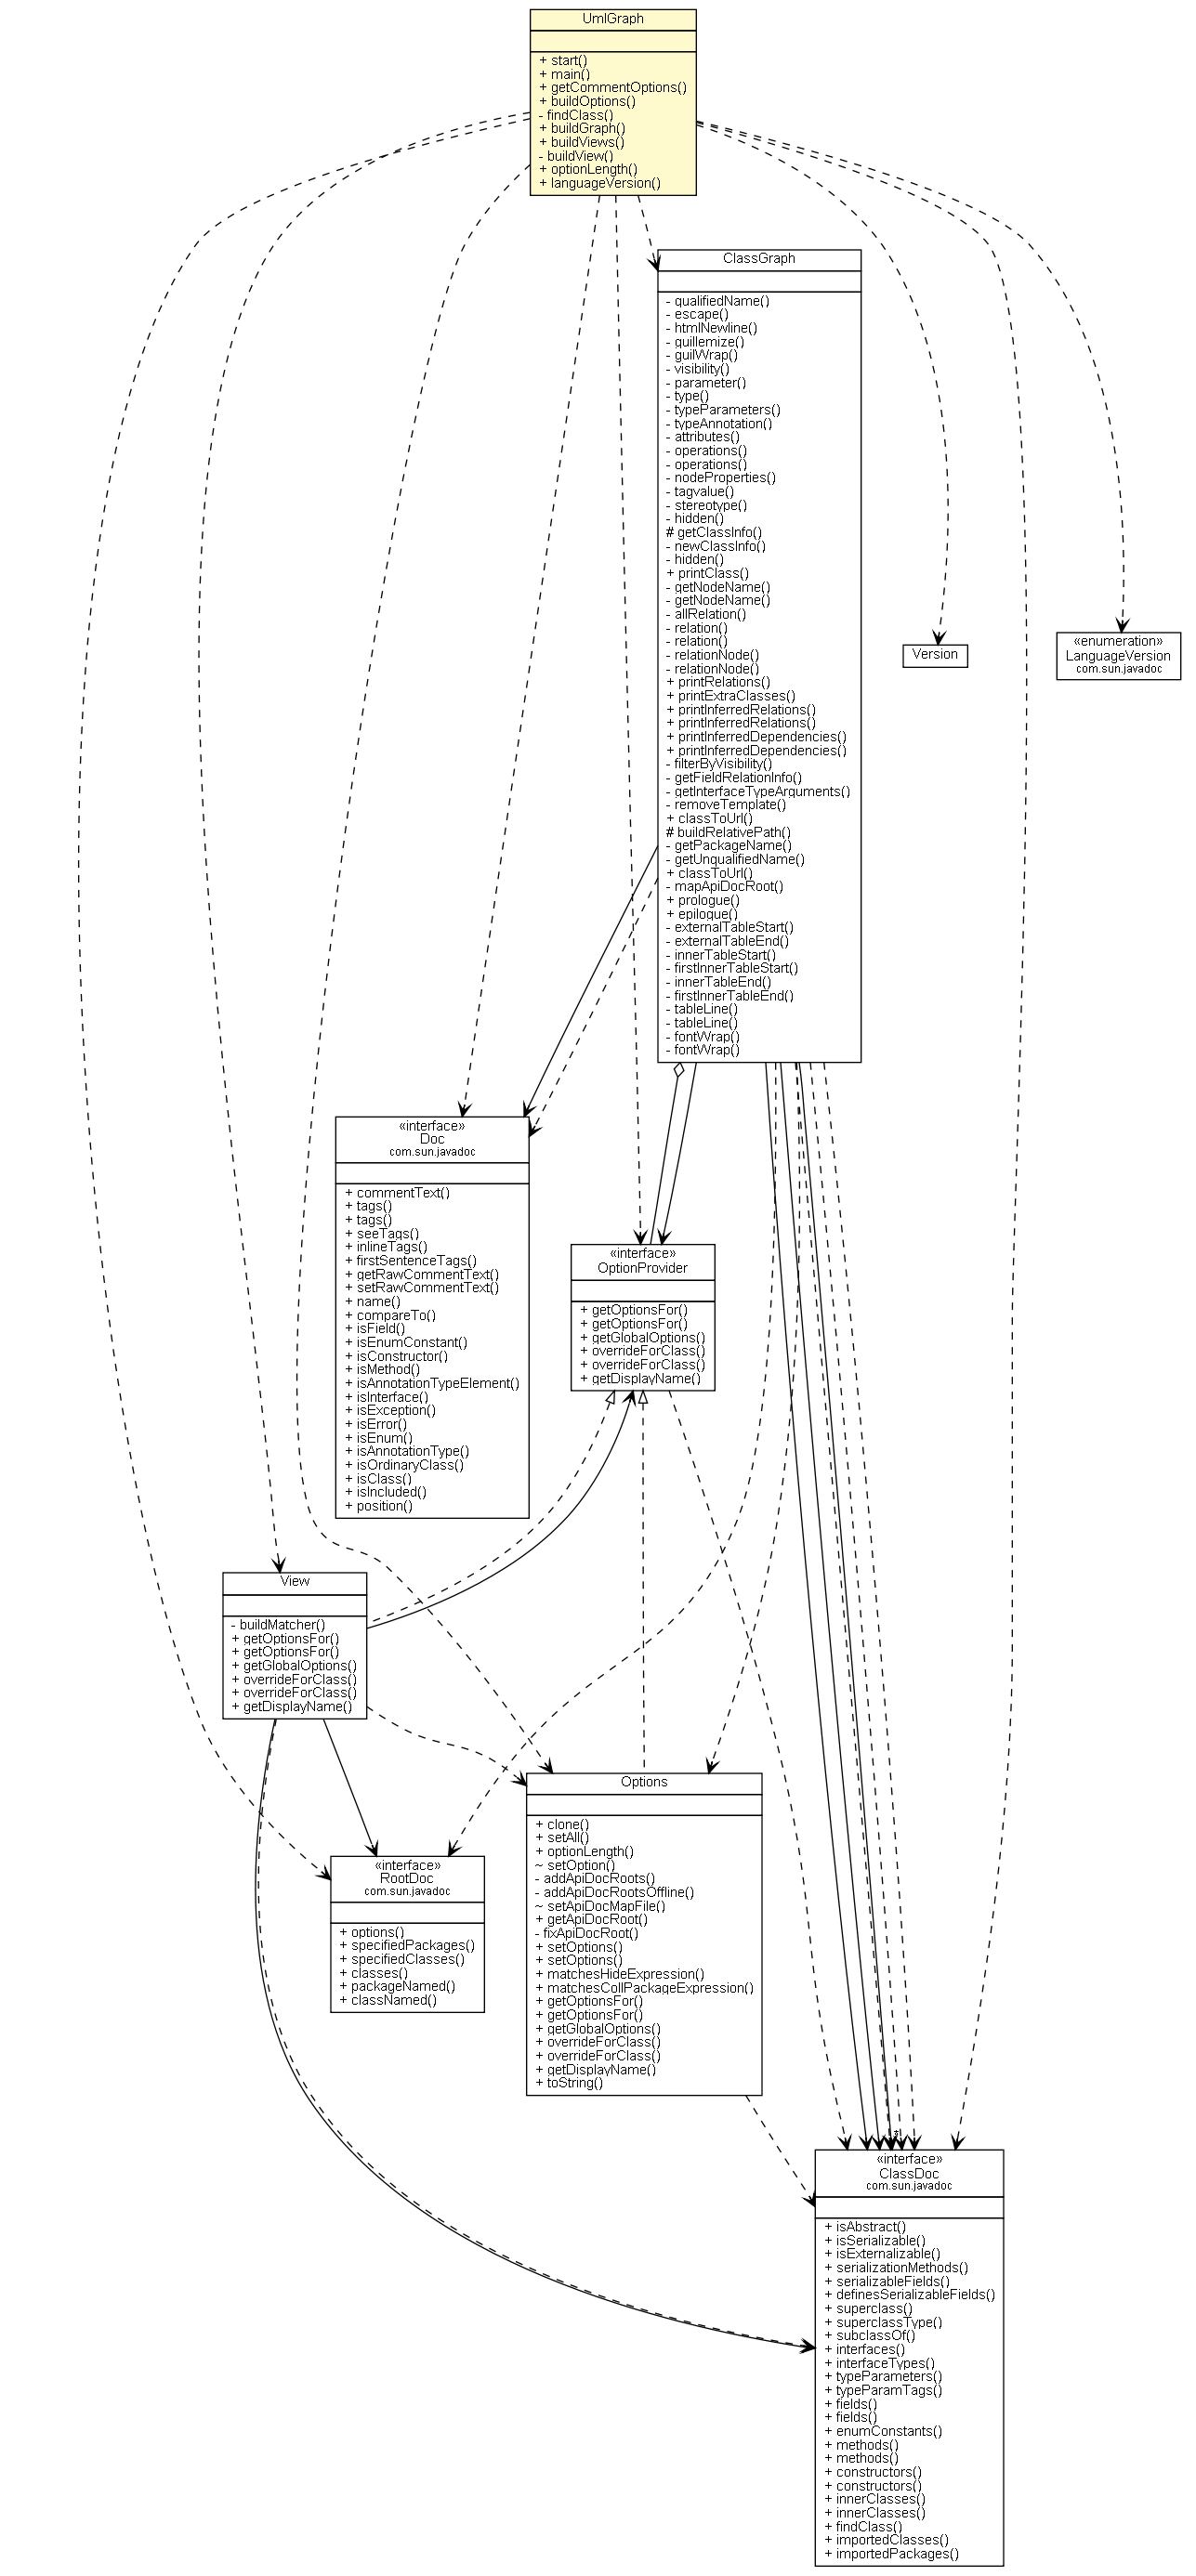 UmlGraph
+ start()
+ main()
+ getCommentOptions()
+ buildOptions()
- findClass()
+ buildGraph()
+ buildViews()
- buildView()
+ optionLength()
+ languageVersion()
ClassGraph
- qualifiedName()
- escape()
- htmlNewline()
- guillemize()
- guilWrap()
- visibility()
- parameter()
- type()
- typeParameters()
- typeAnnotation()
- attributes()
- operations()
- operations()
- nodeProperties()
- tagvalue()
- stereotype()
- hidden()
# getClassInfo()
- newClassInfo()
- hidden()
+ printClass()
- getNodeName()
- getNodeName()
- allRelation()
- relation()
- relation()
- relationNode()
- relationNode()
+ printRelations()
+ printExtraClasses()
+ printInferredRelations()
+ printInferredRelations()
+ printInferredDependencies()
+ printInferredDependencies()
- filterByVisibility()
- getFieldRelationInfo()
- getInterfaceTypeArguments()
- removeTemplate()
+ classToUrl()
# buildRelativePath()
- getPackageName()
- getUnqualifiedName()
+ classToUrl()
- mapApiDocRoot()
+ prologue()
+ epilogue()
- externalTableStart()
- externalTableEnd()
- innerTableStart()
- firstInnerTableStart()
- innerTableEnd()
- firstInnerTableEnd()
- tableLine()
- tableLine()
- fontWrap()
- fontWrap()
Version
«enumeration»
LanguageVersion
com.sun.javadoc
«interface»
Doc
com.sun.javadoc
+ commentText()
+ tags()
+ tags()
+ seeTags()
+ inlineTags()
+ firstSentenceTags()
+ getRawCommentText()
+ setRawCommentText()
+ name()
+ compareTo()
+ isField()
+ isEnumConstant()
+ isConstructor()
+ isMethod()
+ isAnnotationTypeElement()
+ isInterface()
+ isException()
+ isError()
+ isEnum()
+ isAnnotationType()
+ isOrdinaryClass()
+ isClass()
+ isIncluded()
+ position()
«interface»
OptionProvider
+ getOptionsFor()
+ getOptionsFor()
+ getGlobalOptions()
+ overrideForClass()
+ overrideForClass()
+ getDisplayName()
View
- buildMatcher()
+ getOptionsFor()
+ getOptionsFor()
+ getGlobalOptions()
+ overrideForClass()
+ overrideForClass()
+ getDisplayName()
Options
+ clone()
+ setAll()
+ optionLength()
~ setOption()
- addApiDocRoots()
- addApiDocRootsOffline()
~ setApiDocMapFile()
+ getApiDocRoot()
- fixApiDocRoot()
+ setOptions()
+ setOptions()
+ matchesHideExpression()
+ matchesCollPackageExpression()
+ getOptionsFor()
+ getOptionsFor()
+ getGlobalOptions()
+ overrideForClass()
+ overrideForClass()
+ getDisplayName()
+ toString()
«interface»
RootDoc
com.sun.javadoc
+ options()
+ specifiedPackages()
+ specifiedClasses()
+ classes()
+ packageNamed()
+ classNamed()
«interface»
ClassDoc
com.sun.javadoc
+ isAbstract()
+ isSerializable()
+ isExternalizable()
+ serializationMethods()
+ serializableFields()
+ definesSerializableFields()
+ superclass()
+ superclassType()
+ subclassOf()
+ interfaces()
+ interfaceTypes()
+ typeParameters()
+ typeParamTags()
+ fields()
+ fields()
+ enumConstants()
+ methods()
+ methods()
+ constructors()
+ constructors()
+ innerClasses()
+ innerClasses()
+ findClass()
+ importedClasses()
+ importedPackages()